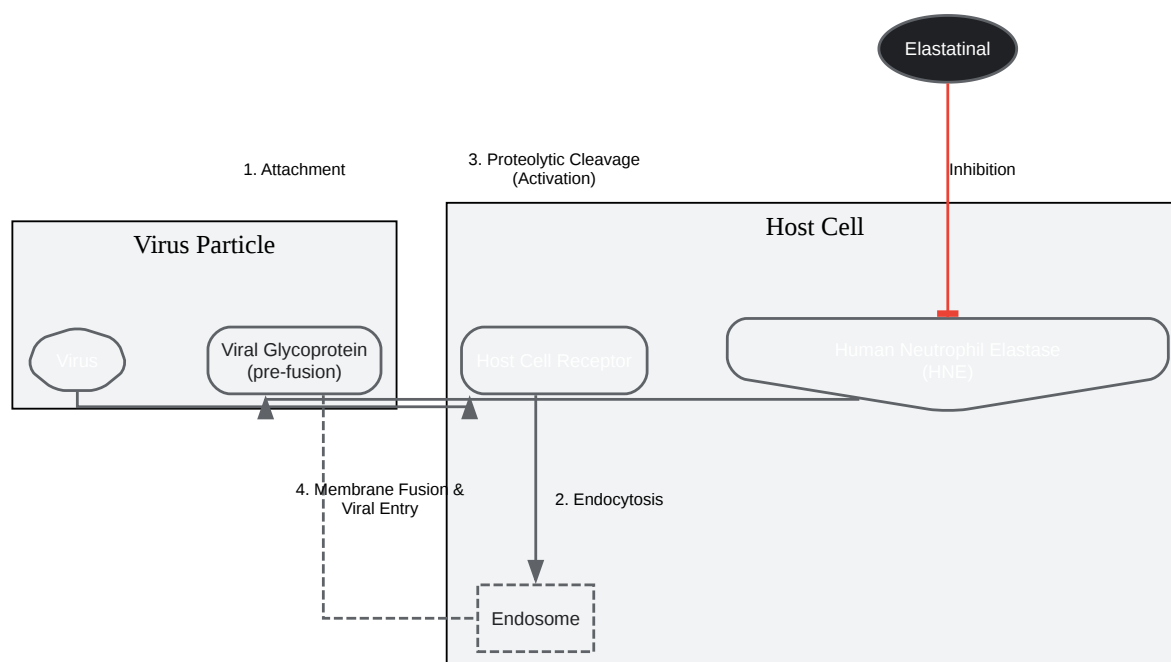 Elastatinal
1. Attachment
3. Proteolytic Cleavage
(Activation)
Inhibition
Virus Particle
Host Cell
Virus
Viral Glycoprotein
(pre-fusion)
Host Cell Receptor
Human Neutrophil Elastase
(HNE)
4. Membrane Fusion &
Viral Entry
2. Endocytosis
Endosome